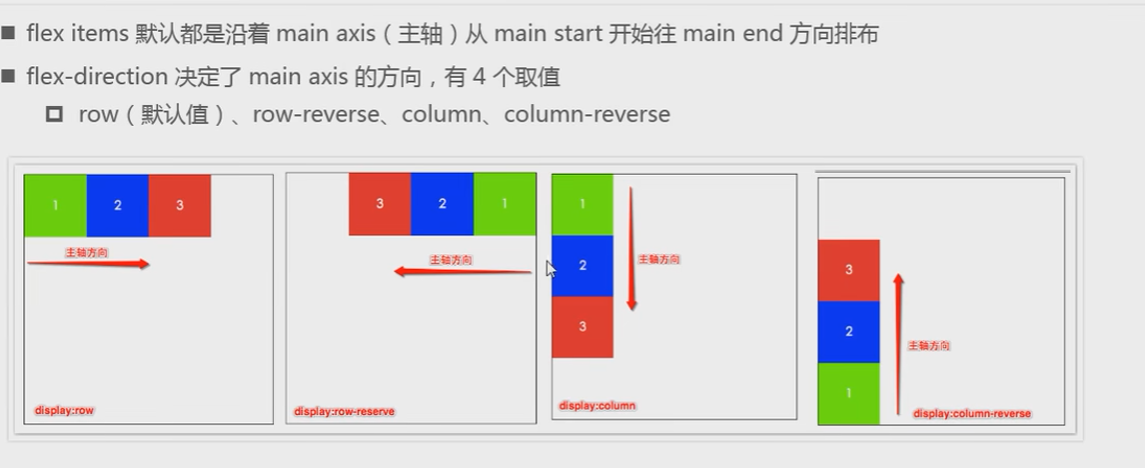 flex items 默认都是沿着 main axis（主轴）从 main start 开始往 main end 方向排布
flex-direction 决定了 main axis 的方向，有 4 个取值
row（默认值）、row-reverse、column、column-reverse
1 2 3
主轴方向
display:row
3 2 1
主轴方向
display:row-reserve
1
2
3
主轴方向
display:column
3
2
1
主轴方向
display:column-reverse